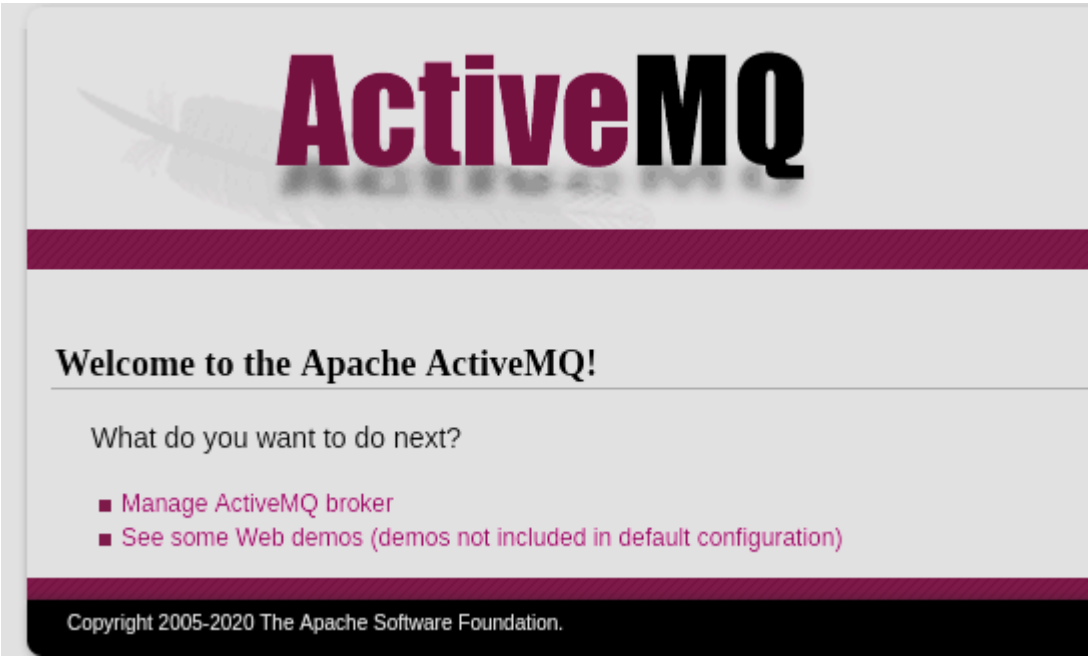 ActiveMQ
Welcome to the Apache ActiveMQ!
What do you want to do next?
Manage ActiveMQ broker
See some Web demos (demos not included in default configuration)
Copyright 2005-2020 The Apache Software Foundation.